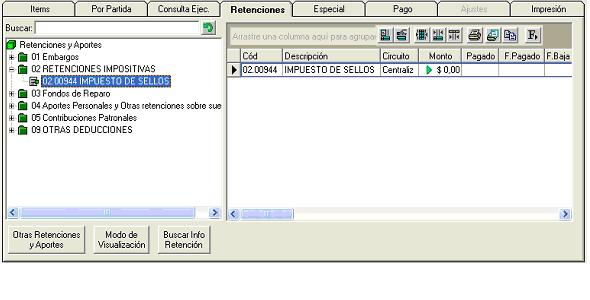 Items Por Partida Consulta Ejec. Retenciones Especial Pago Ajustes Impresión
Buscar:
Retenciones y Aportes
01 Embargos
02 RETENCIONES IMPOSITIVAS
02.00944 IMPUESTO DE SELLOS
03 Fondos de Reparo
04 Aportes Personales y Otras retenciones sobre sue
05 Contribuciones Patronales
09 OTRAS DEDUCCIONES
Arrastre una columna aquí para agrupar
Cód Descripción Circuito Monto Pagado F.Pagado F.Baja
02.00944 IMPUESTO DE SELLOS Centraliz $ 0,00
Otras Retenciones
y Aportes
Modo de
Visualización
Buscar Info
Retención